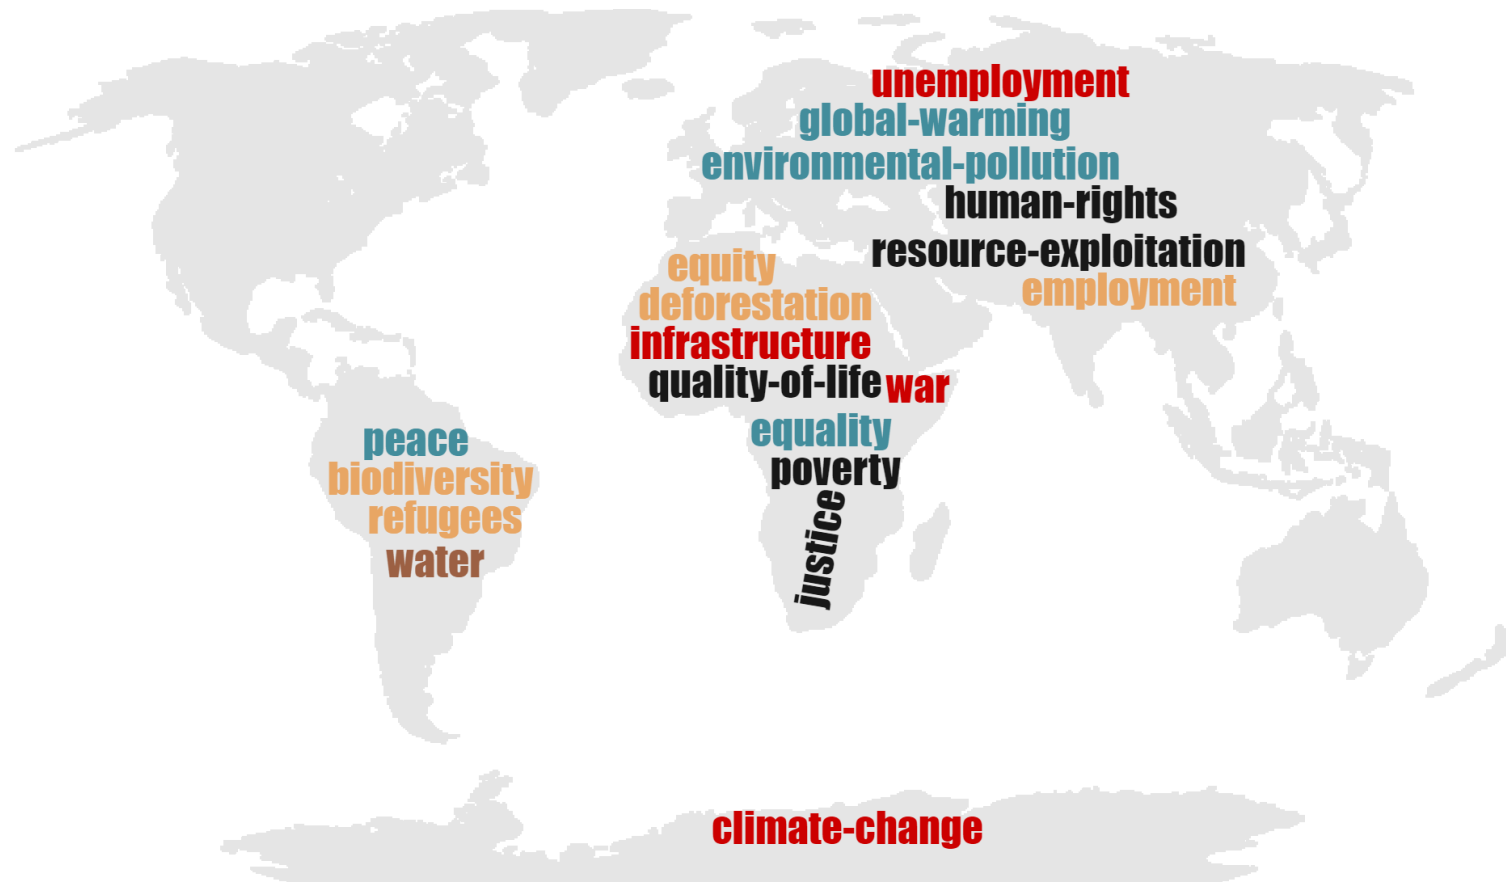 unemployment
global-warming
environmental-pollution
human-rights
resource-exploitation
equity
employment
deforestation
infrastructure
quality-of-life
war
equality
peace
poverty
biodiversity
refugees
justice
water
climate-change